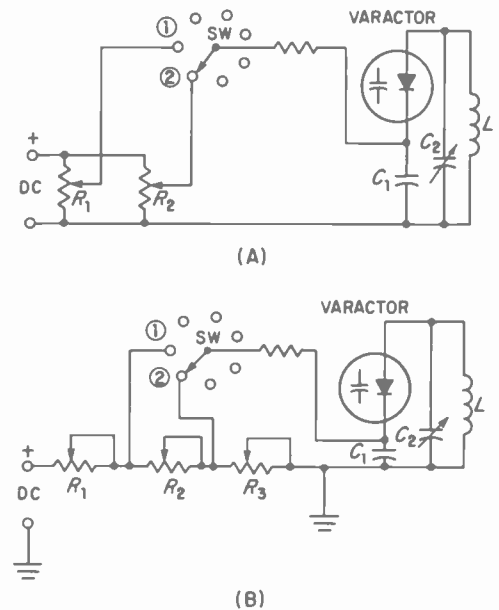 VARACTOR
① SW
②
+
DC R1 R2 C1 C2 L
(A)
VARACTOR
① SW
②
+
DC R1 R2 R3 C1 C2 L
(B)